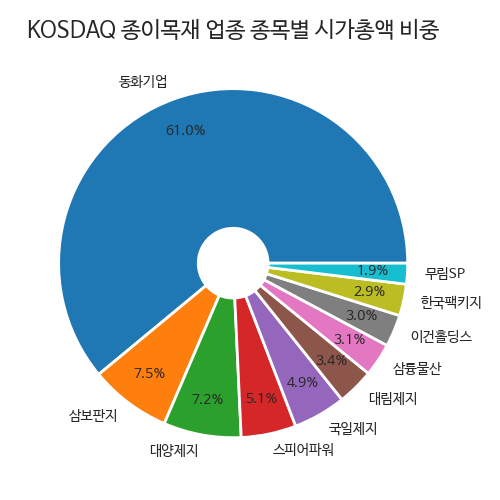 KOSDAQ 종이목재 업종 종목별 시가총액 비중
동화기업
61.0%
1.9%
무림SP
2.9%
한국팩키지
3.0%
이건홀딩스
3.1%
삼륭물산
3.4%
대림제지
4.9%
국일제지
5.1%
스피어파워
7.2%
대양제지
7.5%
삼보판지